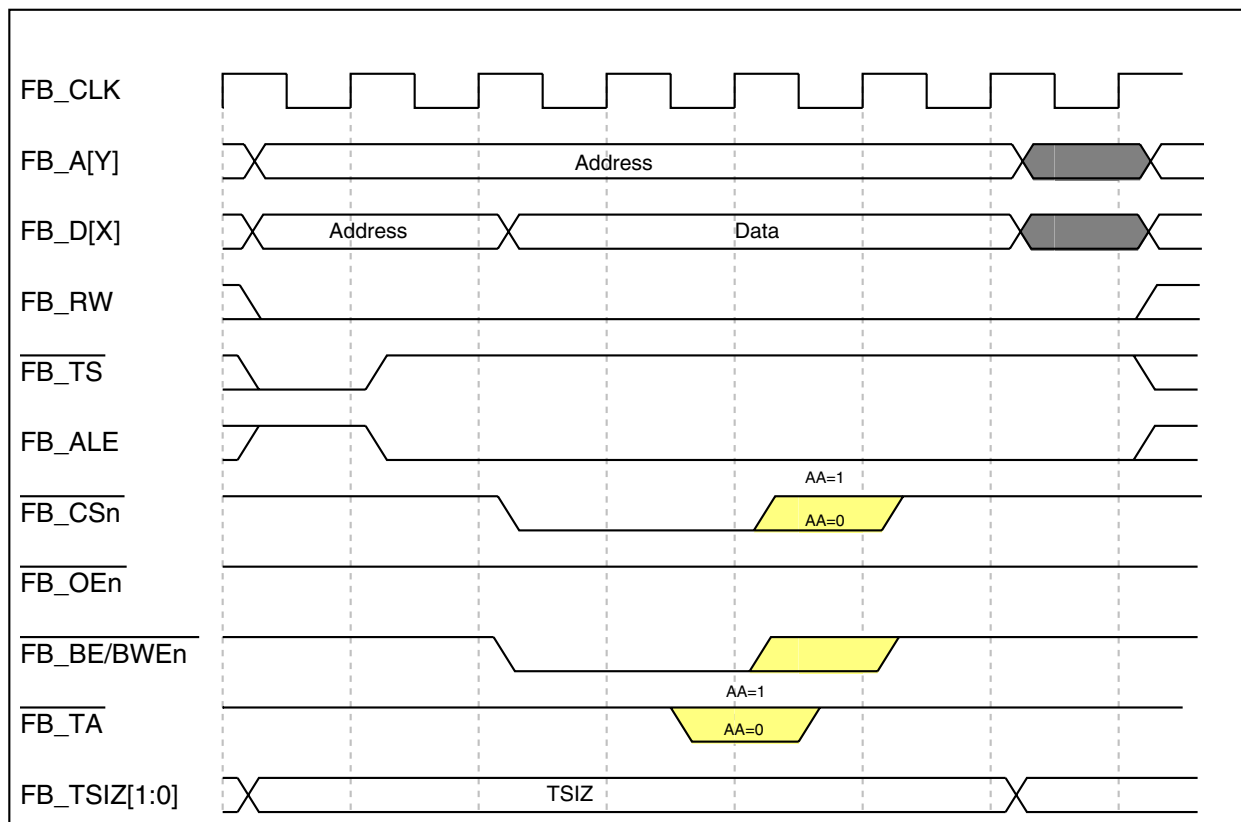 FB_CLK
FB_A[Y] Address
FB_D[X] Address Data
FB_RW
FB_TS
FB_ALE
AA=1
FB_CSn AA=0
FB_OEn
FB_BE/BWEn
AA=1
FB_TA AA=0
FB_TSIZ[1:0] TSIZ